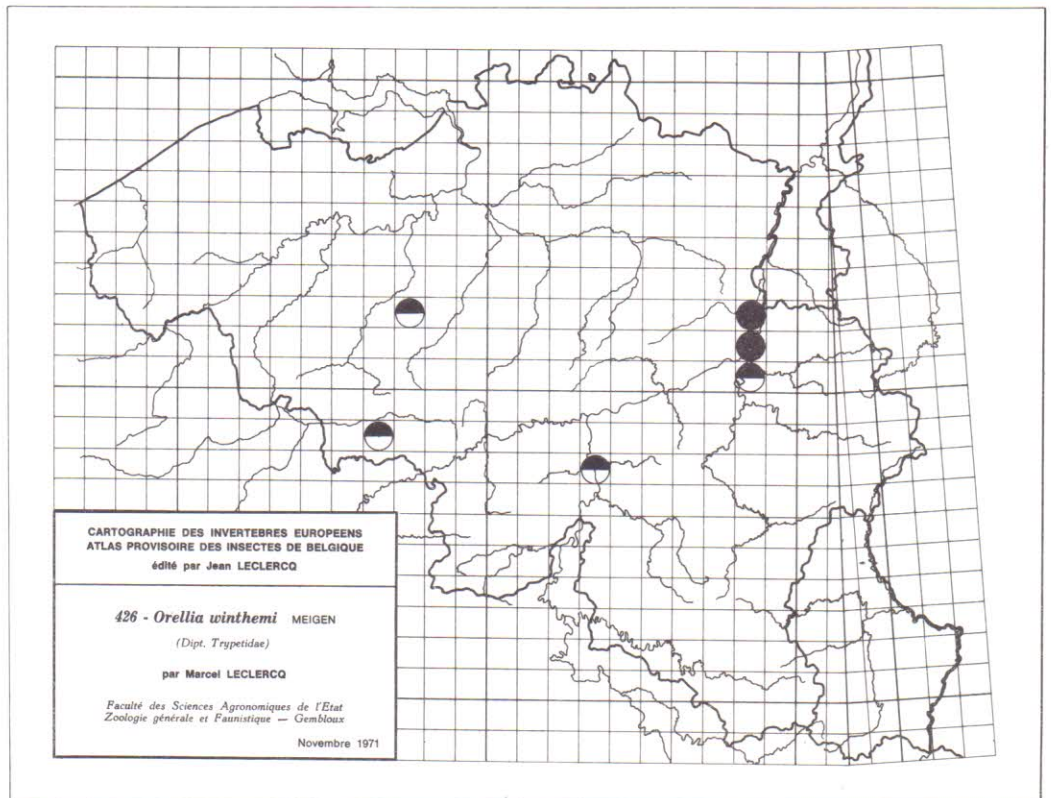 CARTOGRAPHIE DES INVERTEBRES EUROPEENS
ATLAS PROVISOIRE DES INSECTES DE BELGIQUE
édité par Jean LECLERCQ
426 - Orellia winthemi MEIGEN
(Dipt. Trypetidae)
par Marcel LECLERCQ
Faculté des Sciences Agronomiques de l'Etat
Zoologie générale et Faunistique — Gembloux
Novembre 1971